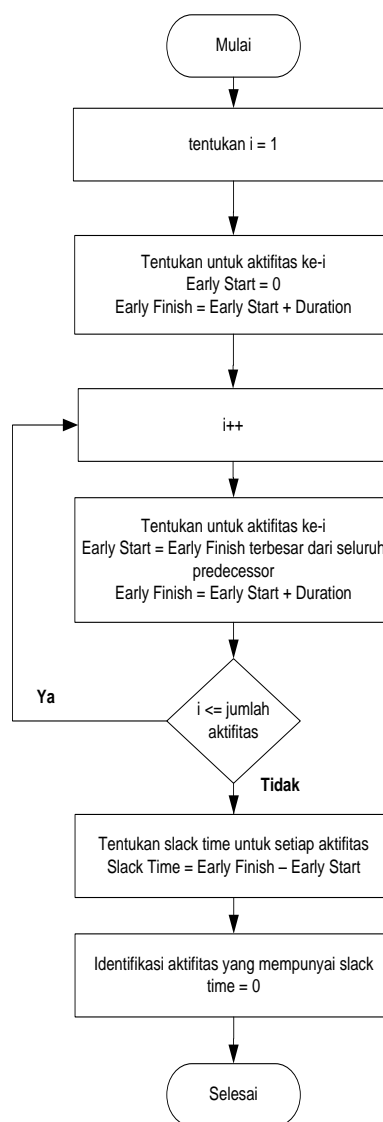 Mulai
tentukan i = 1
Tentukan untuk aktifitas ke-i
Early Start = 0
Early Finish = Early Start + Duration
i++
Tentukan untuk aktifitas ke-i
Early Start = Early Finish terbesar dari seluruh
predecessor
Early Finish = Early Start + Duration
Ya
i <= jumlah
aktifitas
Tidak
Tentukan slack time untuk setiap aktifitas
Slack Time = Early Finish – Early Start
Identifikasi aktifitas yang mempunyai slack
time = 0
Selesai